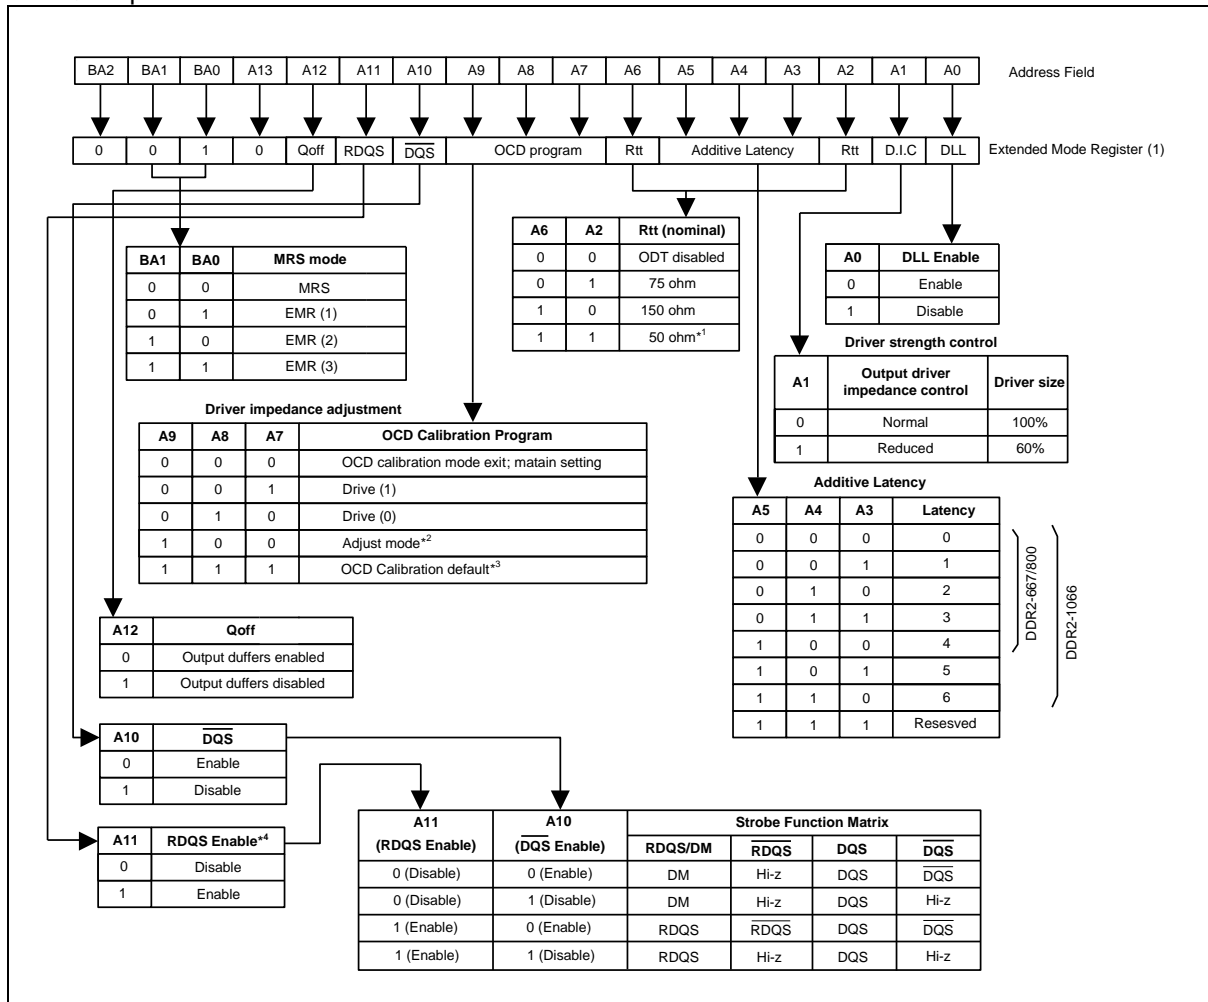 BA2 BA1 BA0 A13 A12 A11 A10 A9 A8 A7 A6 A5 A4 A3 A2 A1 A0 Address Field
0 0 1 0 Qoff RDQS DQS OCD program Rtt Additive Latency Rtt D.I.C DLL Extended Mode Register (1)
BA1 BA0 MRS mode
0 0 MRS
0 1 EMR (1)
1 0 EMR (2)
1 1 EMR (3)
A6 A2 Rtt (nominal)
0 0 ODT disabled
0 1 75 ohm
1 0 150 ohm
1 1 50 ohm*1
A0 DLL Enable
0 Enable
1 Disable
Driver strength control
A1 Output driver impedance control Driver size
0 Normal 100%
1 Reduced 60%
Driver impedance adjustment
A9 A8 A7 OCD Calibration Program
0 0 0 OCD calibration mode exit; matain setting
0 0 1 Drive (1)
0 1 0 Drive (0)
1 0 0 Adjust mode*2
1 1 1 OCD Calibration default*3
Additive Latency
A5 A4 A3 Latency
0 0 0 0
0 0 1 1
0 1 0 2
0 1 1 3
1 0 0 4
1 0 1 5
1 1 0 6
1 1 1 Resesved
DDR2-667/800
DDR2-1066
A12 Qoff
0 Output duffers enabled
1 Output duffers disabled
A10 DQS
0 Enable
1 Disable
A11 RDQS Enable*4
0 Disable
1 Enable
A11 (RDQS Enable) A10 (DQS Enable) Strobe Function Matrix
RDQS/DM RDQS DQS DQS
0 (Disable) 0 (Enable) DM Hi-z DQS DQS
0 (Disable) 1 (Disable) DM Hi-z DQS Hi-z
1 (Enable) 0 (Enable) RDQS RDQS DQS DQS
1 (Enable) 1 (Disable) RDQS Hi-z DQS Hi-z